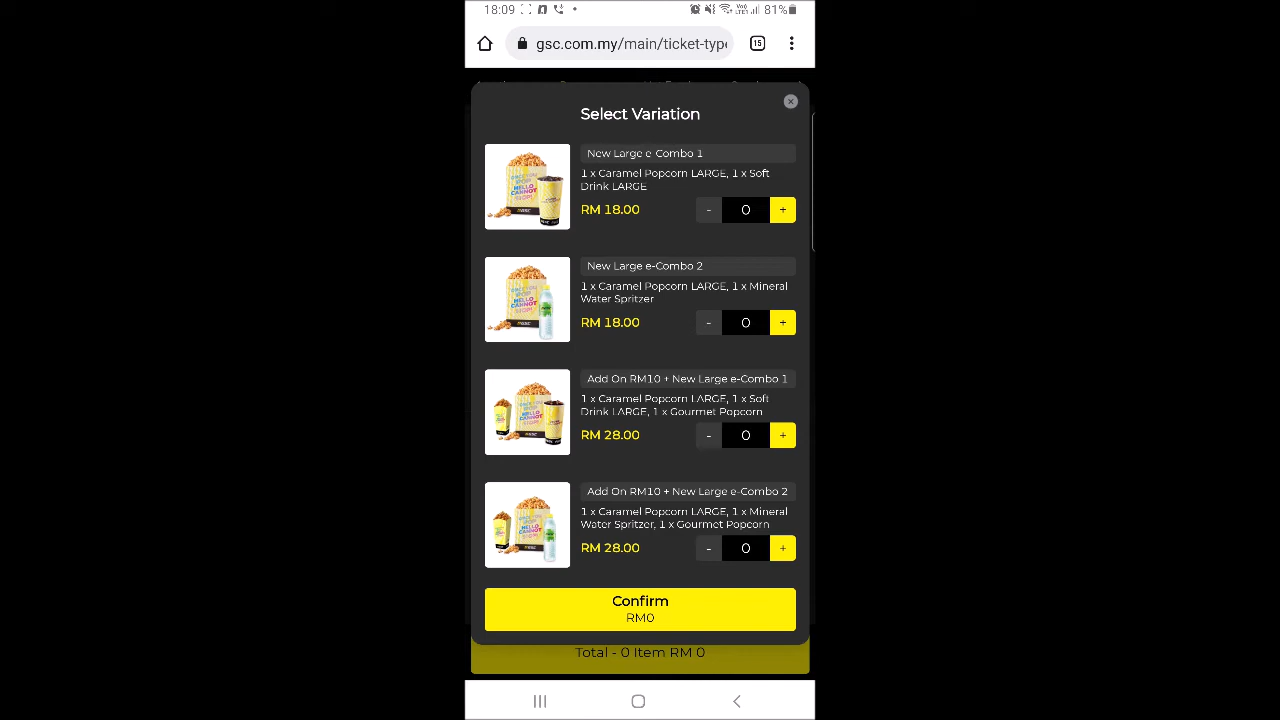 18:09
81%
gsc.com.my/main/ticket-type
15
Select Variation
New Large e-Combo 1
1 x Caramel Popcorn LARGE, 1 x Soft
Drink LARGE
RM 18.00
- 0 +
New Large e-Combo 2
1 x Caramel Popcorn LARGE, 1 x Mineral
Water Spritzer
RM 18.00
- 0 +
Add On RM10 + New Large e-Combo 1
1 x Caramel Popcorn LARGE, 1 x Soft
Drink LARGE, 1 x Gourmet Popcorn
RM 28.00
- 0 +
Add On RM10 + New Large e-Combo 2
1 x Caramel Popcorn LARGE, 1 x Mineral
Water Spritzer, 1 x Gourmet Popcorn
RM 28.00
- 0 +
Confirm
RM0
Total - 0 Item RM 0